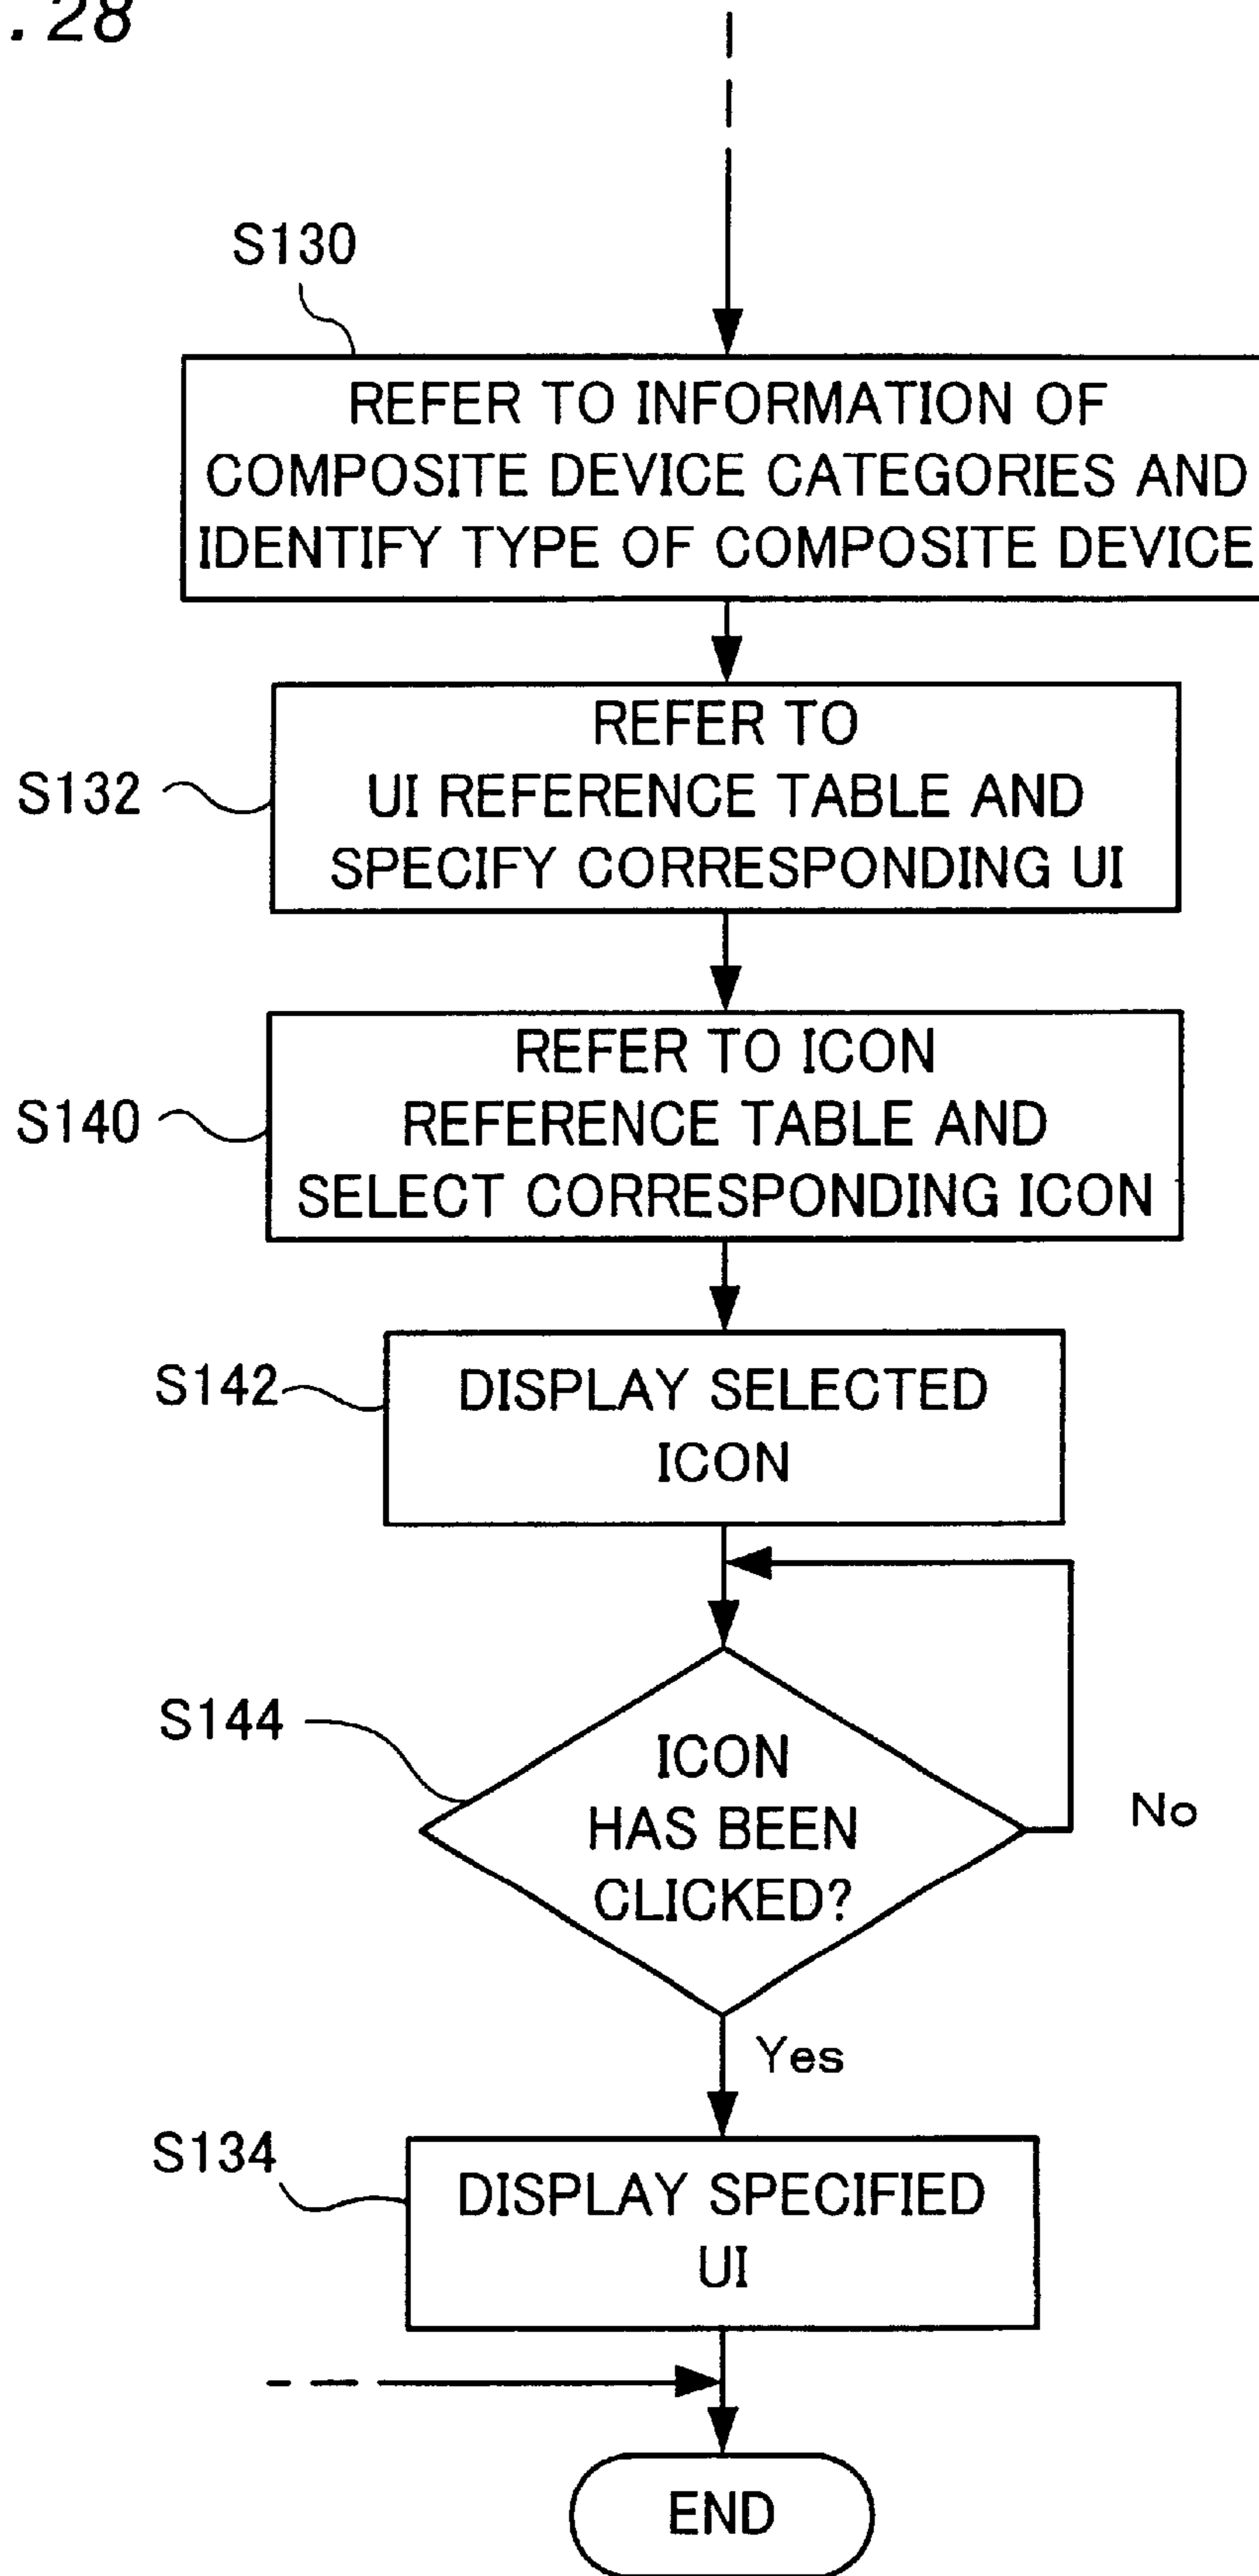 .28
S130
REFER TO INFORMATION OF
COMPOSITE DEVICE CATEGORIES AND
IDENTIFY TYPE OF COMPOSITE DEVICE
S132
REFER TO
UI REFERENCE TABLE AND
SPECIFY CORRESPONDING UI
S140
REFER TO ICON
REFERENCE TABLE AND
SELECT CORRESPONDING ICON
S142
DISPLAY SELECTED
ICON
S144
ICON
HAS BEEN
CLICKED?
No
Yes
S134
DISPLAY SPECIFIED
UI
END